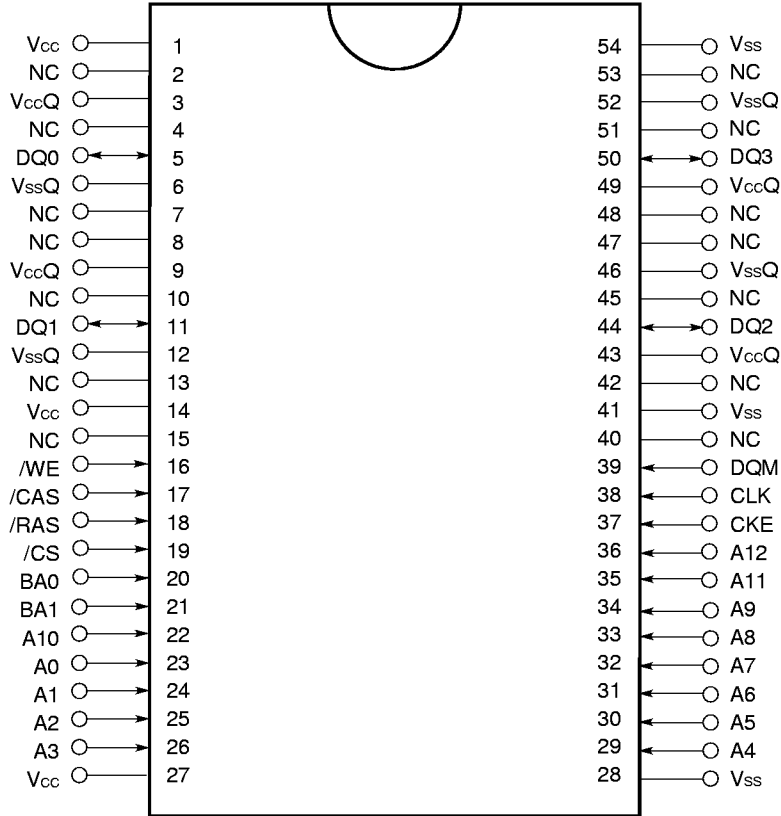 Vcc 1 54 Vss
NC 2 53 NC
VccQ 3 52 VssQ
NC 4 51 NC
DQ0 5 50 DQ3
VssQ 6 49 VccQ
NC 7 48 NC
NC 8 47 NC
VccQ 9 46 VssQ
NC 10 45 NC
DQ1 11 44 DQ2
VssQ 12 43 VccQ
NC 13 42 NC
Vcc 14 41 Vss
NC 15 40 NC
/WE 16 39 DQM
/CAS 17 38 CLK
/RAS 18 37 CKE
/CS 19 36 A12
BA0 20 35 A11
BA1 21 34 A9
A10 22 33 A8
A0 23 32 A7
A1 24 31 A6
A2 25 30 A5
A3 26 29 A4
Vcc 27 28 Vss